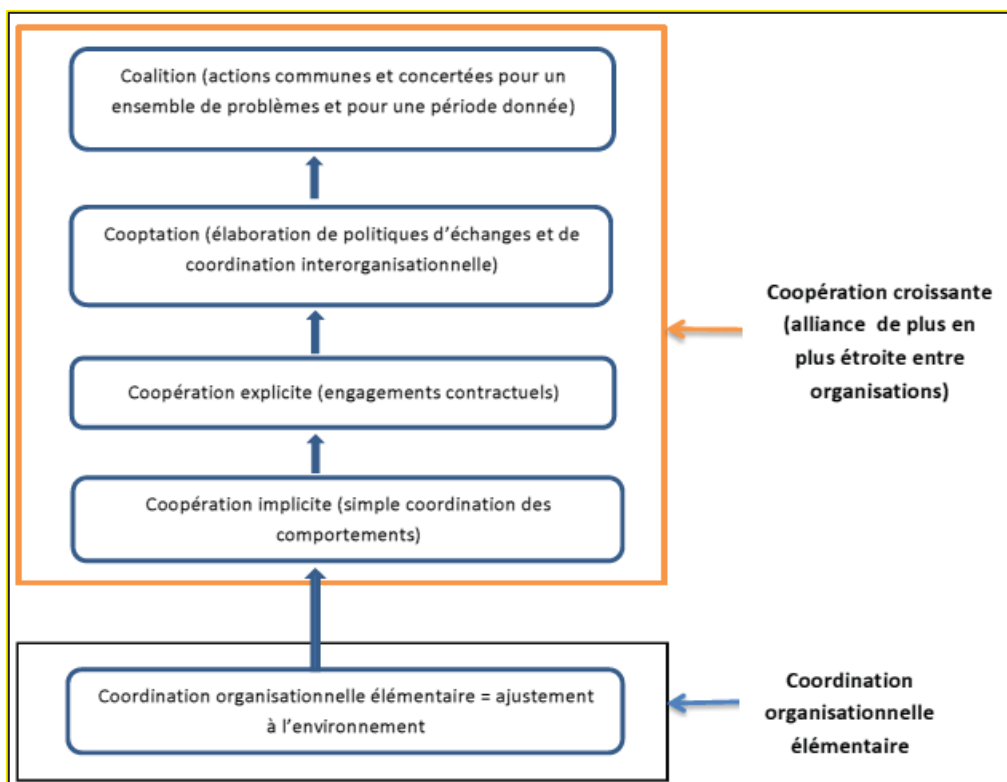 Coalition (actions communes et concertées pour un
ensemble de problèmes et pour une période donnée)
Cooptation (élaboration de politiques d'échanges et de
coordination interorganisationnelle)
Coopération explicite (engagements contractuels)
Coopération implicite (simple coordination des
comportements)
Coopération croissante
(alliance de plus en
plus étroite entre
organisations)
Coordination organisationnelle élémentaire = ajustement
à l'environnement
Coordination
organisationnelle
élémentaire